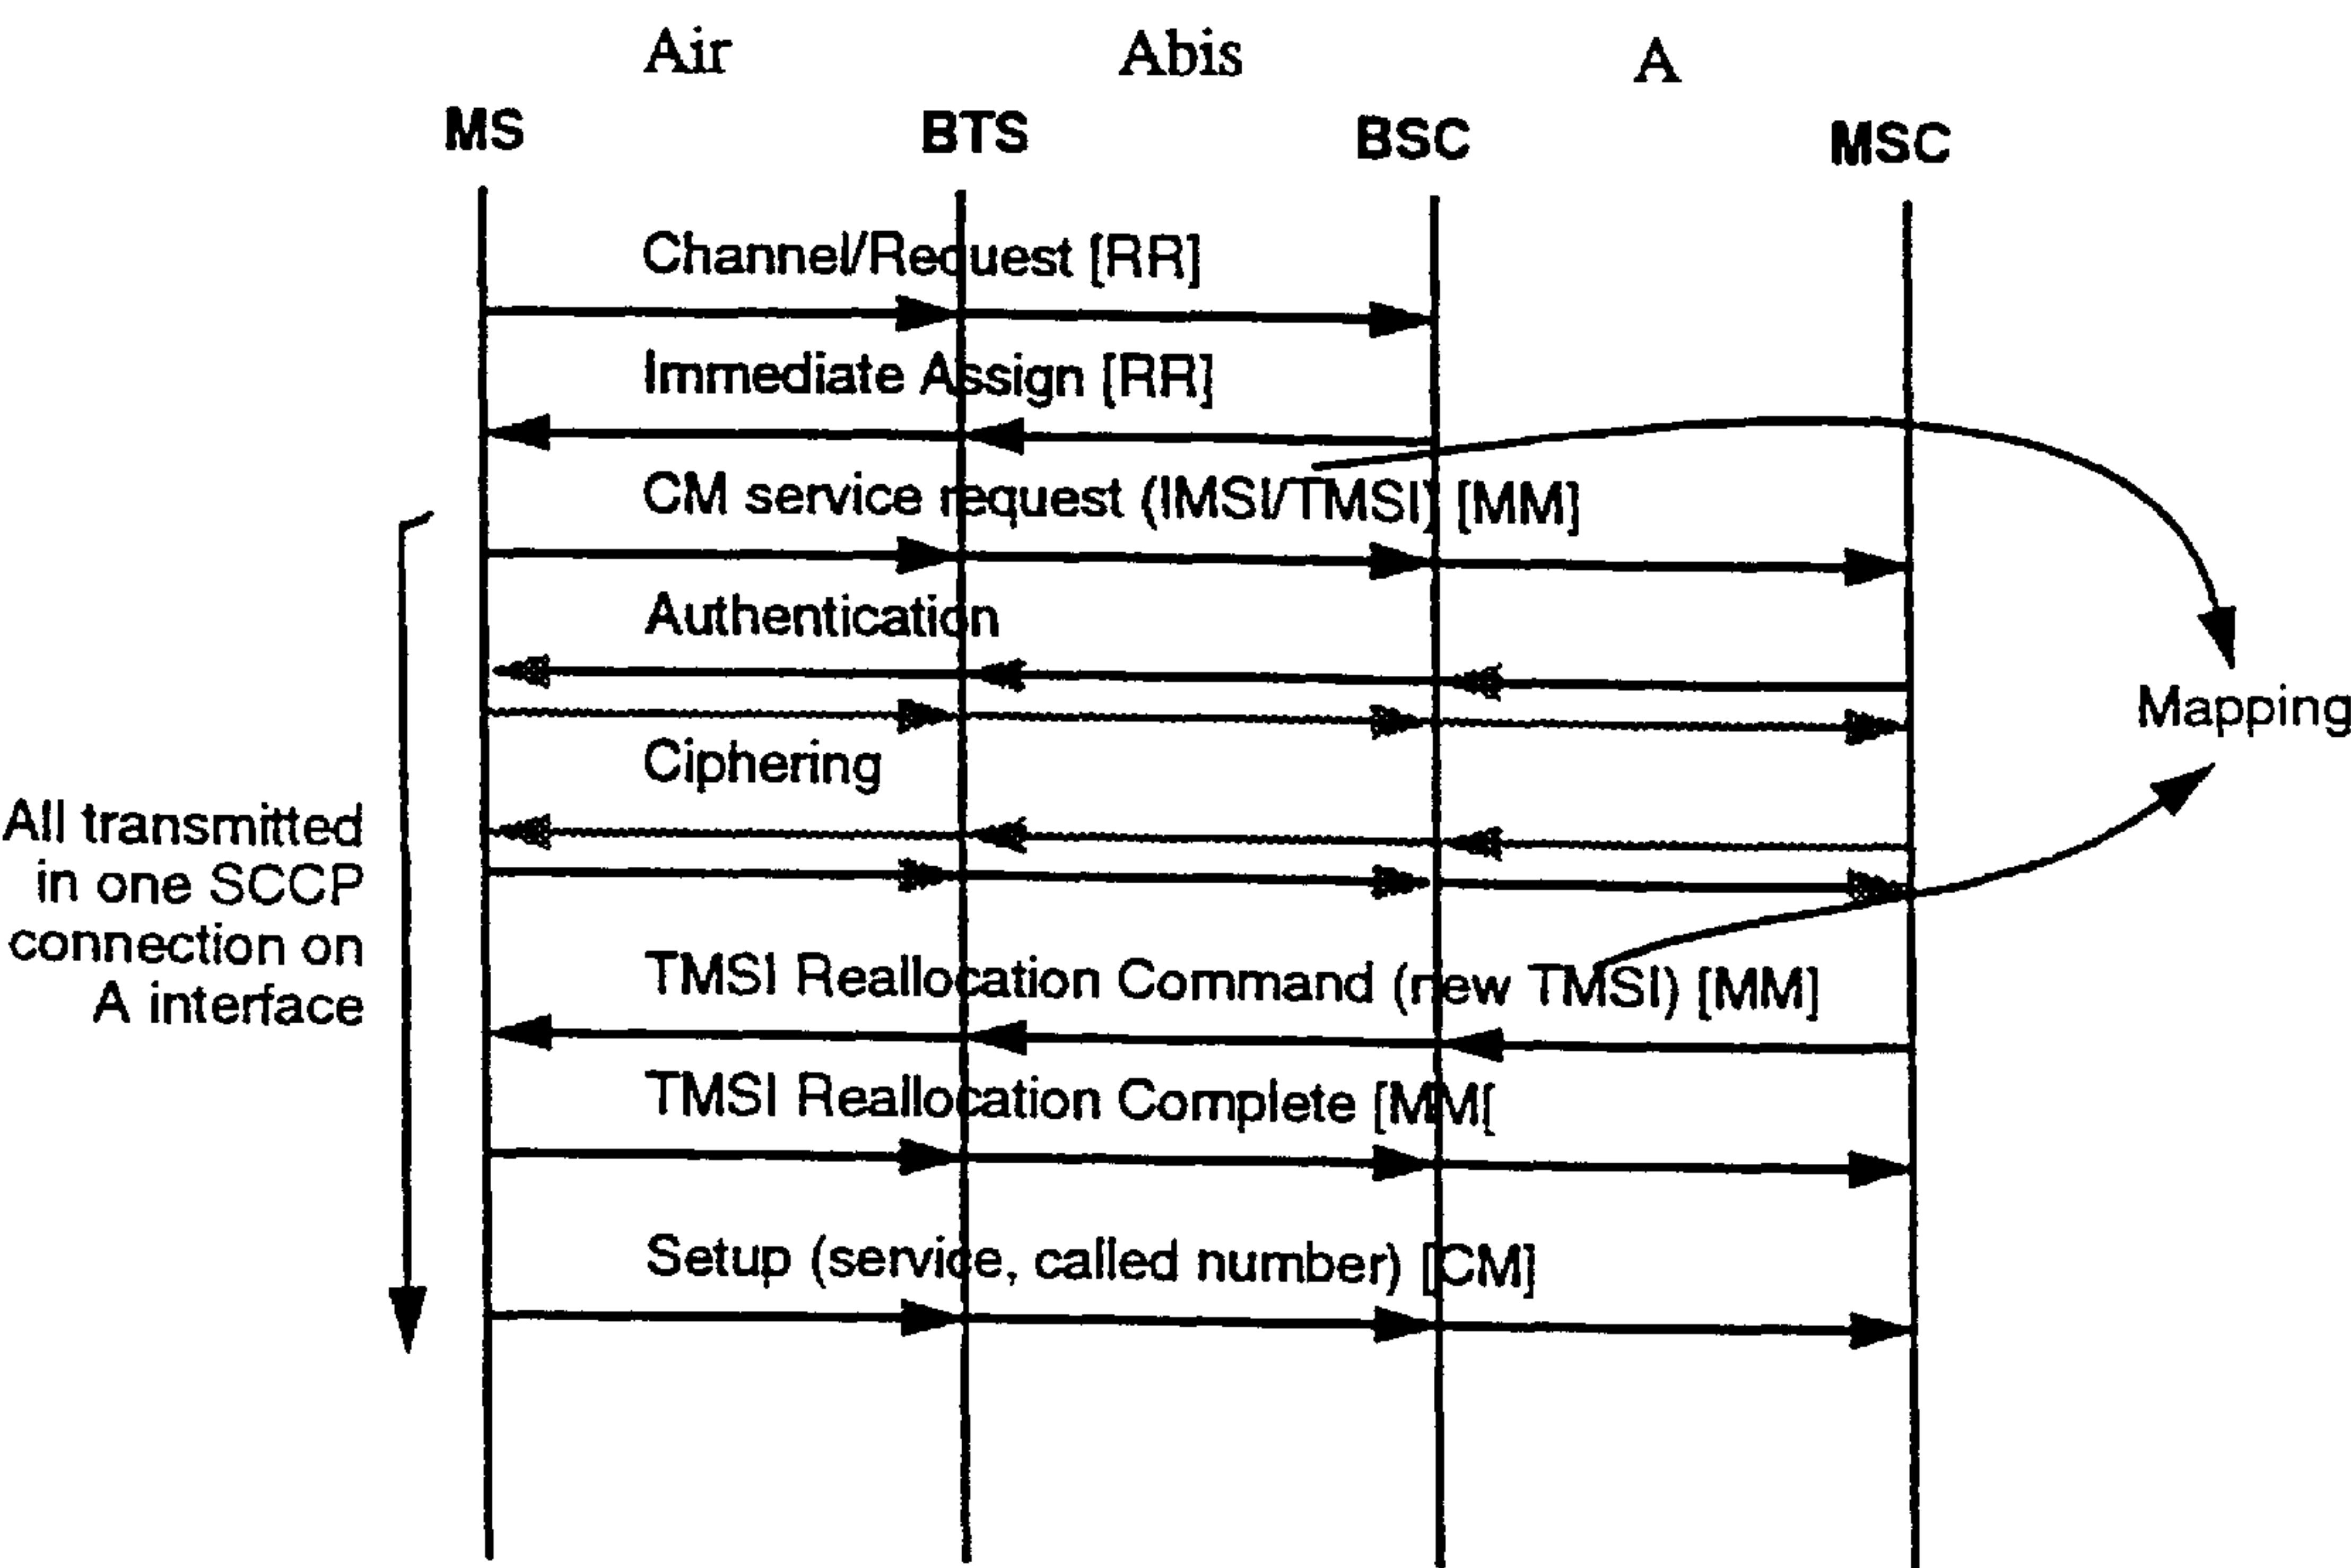 Air Abis A
MS BTS BSC MSC
Channel/Request [RR]
Immediate Assign [RR]
CM service request (IMSI/TMSI) [MM]
Authentication
Mapping
Ciphering
All transmitted
in one SCCP
connection on
A interface
TMSI Reallocation Command (new TMSI) [MM]
TMSI Reallocation Complete [MM[
Setup (service, called number) [CM]